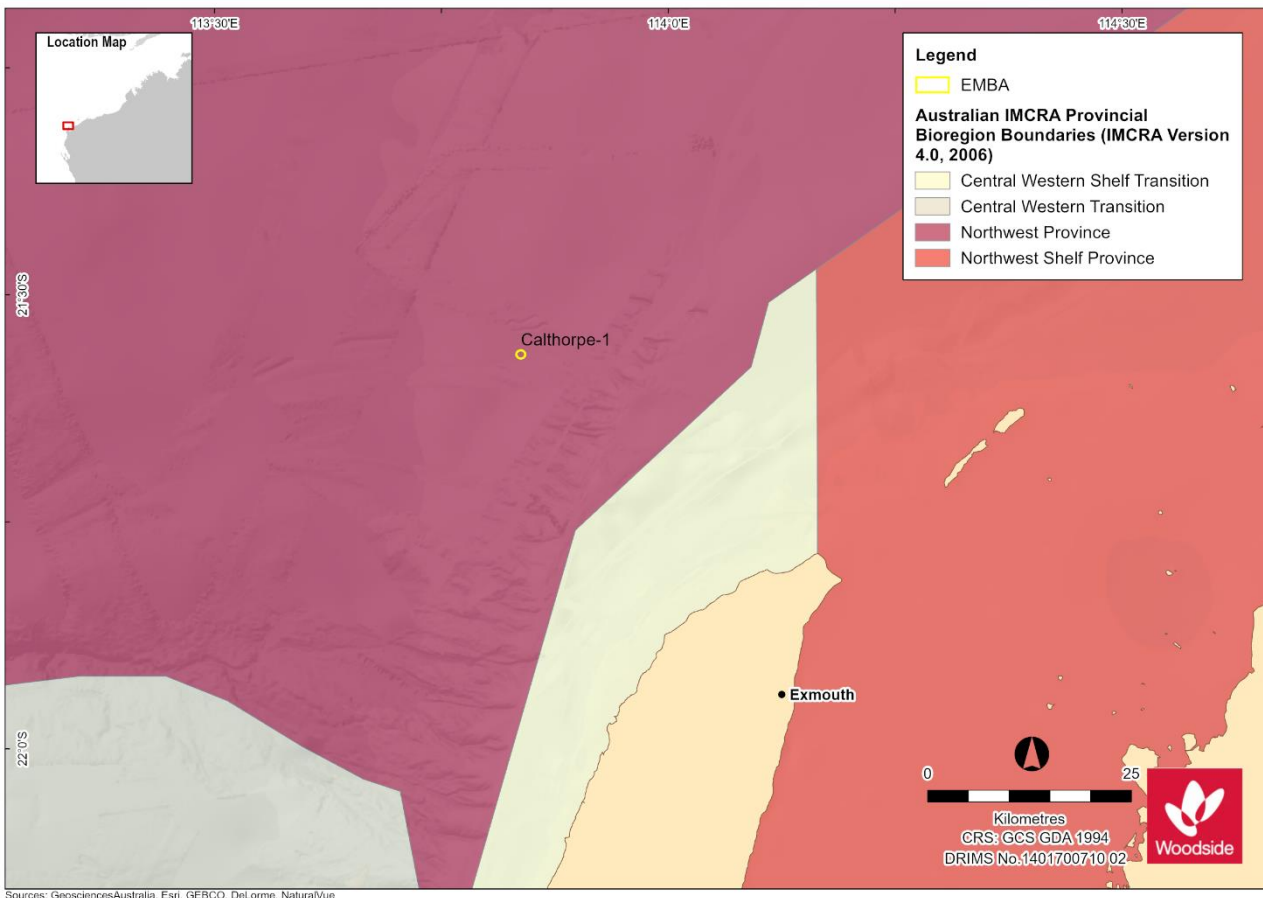 113°30'E
114°0'E
114°30'E
Location Map
Legend
EMBA
Australian IMCRA Provincial
Bioregion Boundaries (IMCRA Version
4.0, 2006)
Central Western Shelf Transition
Central Western Transition
Northwest Province
Northwest Shelf Province
21°30'S
Calthorpe-1
Exmouth
22°0'S
0
25
Kilometres
CRS: GCS GDA 1994
DRIMS No.1401700710 02
Woodside
Sources: GeosciencesAustralia, Esri, GEBCO, DeLorme, NaturalVue